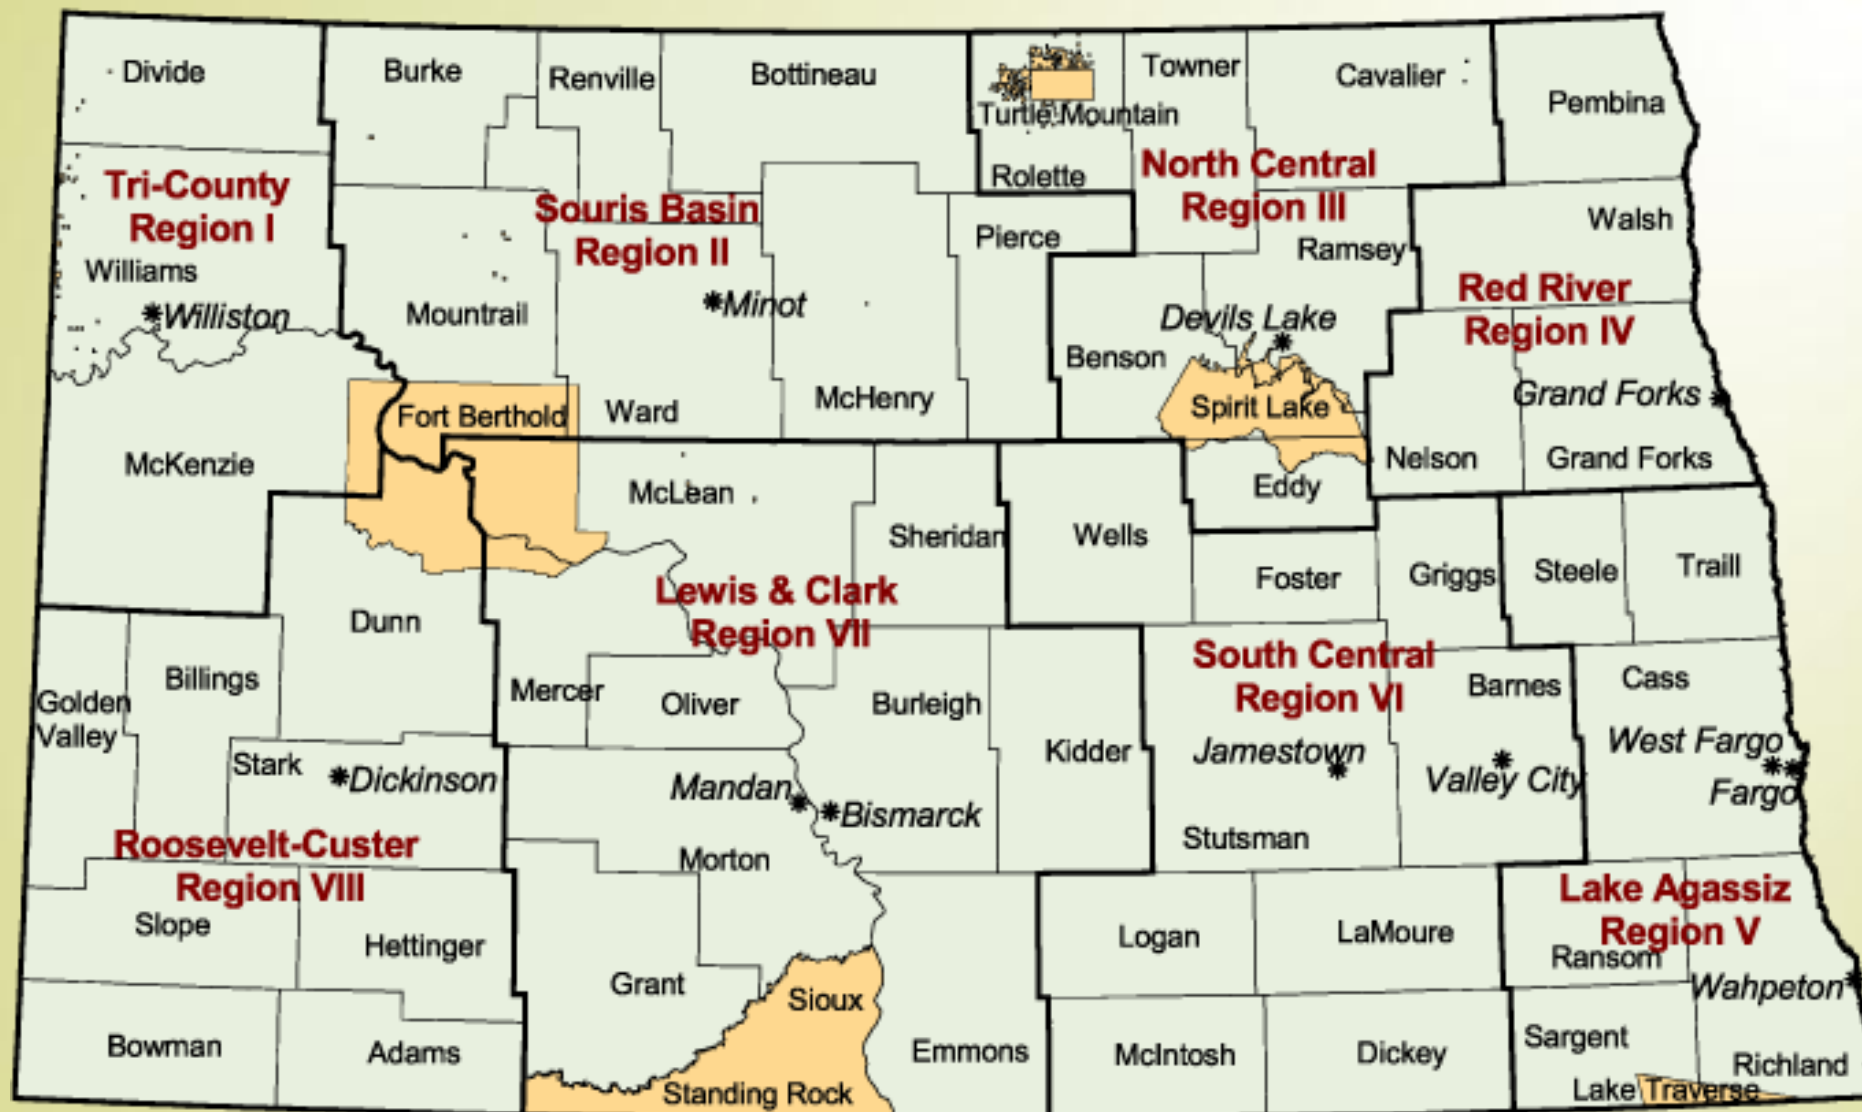 Divide
Burke
Renville
Bottineau
Towner
Cavalier
Pembina
Turtle Mountain
Rolette
Tri-County
Region I
Souris Basin
Region II
North Central
Region III
Walsh
Pierce
Ramsey
Williams
Williston
Mountrail
Minot
Devils Lake
Red River
Region IV
Benson
Grand Forks
Fort Berthold
Ward
McHenry
Spirit Lake
McKenzie
Nelson
Grand Forks
McLean
Eddy
Sheridan
Wells
Foster
Griggs
Steele
Traill
Lewis & Clark
Region VII
Dunn
South Central
Region VI
Billings
Golden
Valley
Mercer
Oliver
Burleigh
Barnes
Cass
Stark
Dickinson
Kidder
Jamestown
West Fargo
Mandan
Bismarck
Valley City
Fargo
Roosevelt-Custer
Region VIII
Morton
Stutsman
Lake Agassiz
Region V
Slope
Hettinger
Logan
LaMoure
Ransom
Grant
Sioux
Wahpeton
Bowman
Adams
Emmons
McIntosh
Dickey
Sargent
Richland
Standing Rock
Lake Traverse